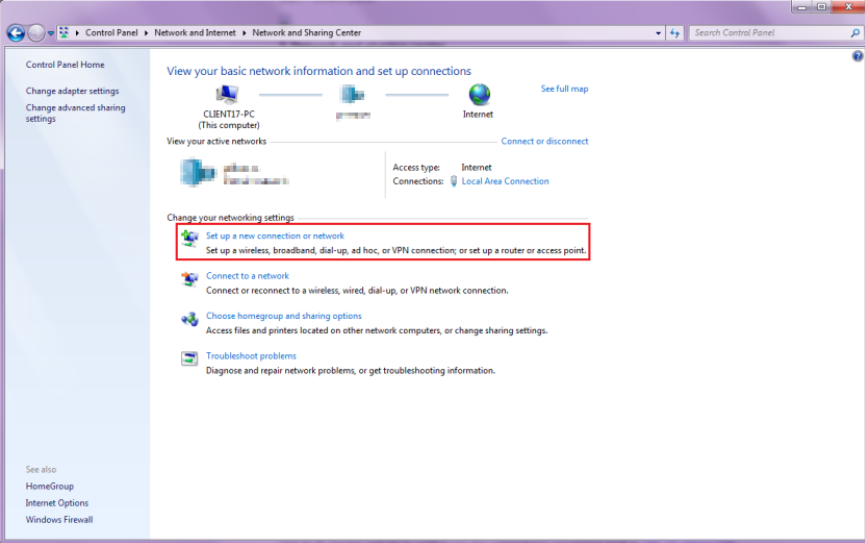 Control Panel ▸ Network and Internet ▸ Network and Sharing Center
Search Control Panel
Control Panel Home
Change adapter settings
Change advanced sharing
settings
See also
HomeGroup
Internet Options
Windows Firewall
View your basic network information and set up connections
See full map
CLIENT17-PC
(This computer)
Internet
View your active networks
Connect or disconnect
Access type: Internet
Connections: Local Area Connection
Change your networking settings
Set up a new connection or network
Set up a wireless, broadband, dial-up, ad hoc, or VPN connection; or set up a router or access point.
Connect to a network
Connect or reconnect to a wireless, wired, dial-up, or VPN network connection.
Choose homegroup and sharing options
Access files and printers located on other network computers, or change sharing settings.
Troubleshoot problems
Diagnose and repair network problems, or get troubleshooting information.